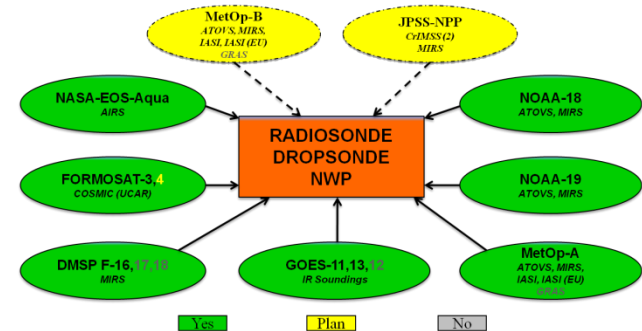 MetOp-B
ATOVS, MIRS,
IASI, IASI (EU)
GRAS
JPSS-NPP
CrIMSS (2)
MIRS
NASA-EOS-Aqua
AIRS
RADIOSONDE
DROPSONDE
NWP
NOAA-18
ATOVS, MIRS
FORMOSAT-3,4
COSMIC (UCAR)
NOAA-19
ATOVS, MIRS
DMSP F-16,17,18
MIRS
GOES-11,13,12
IR Soundings
MetOp-A
ATOVS, MIRS,
IASI, IASI (EU)
GRAS
Yes
Plan
No